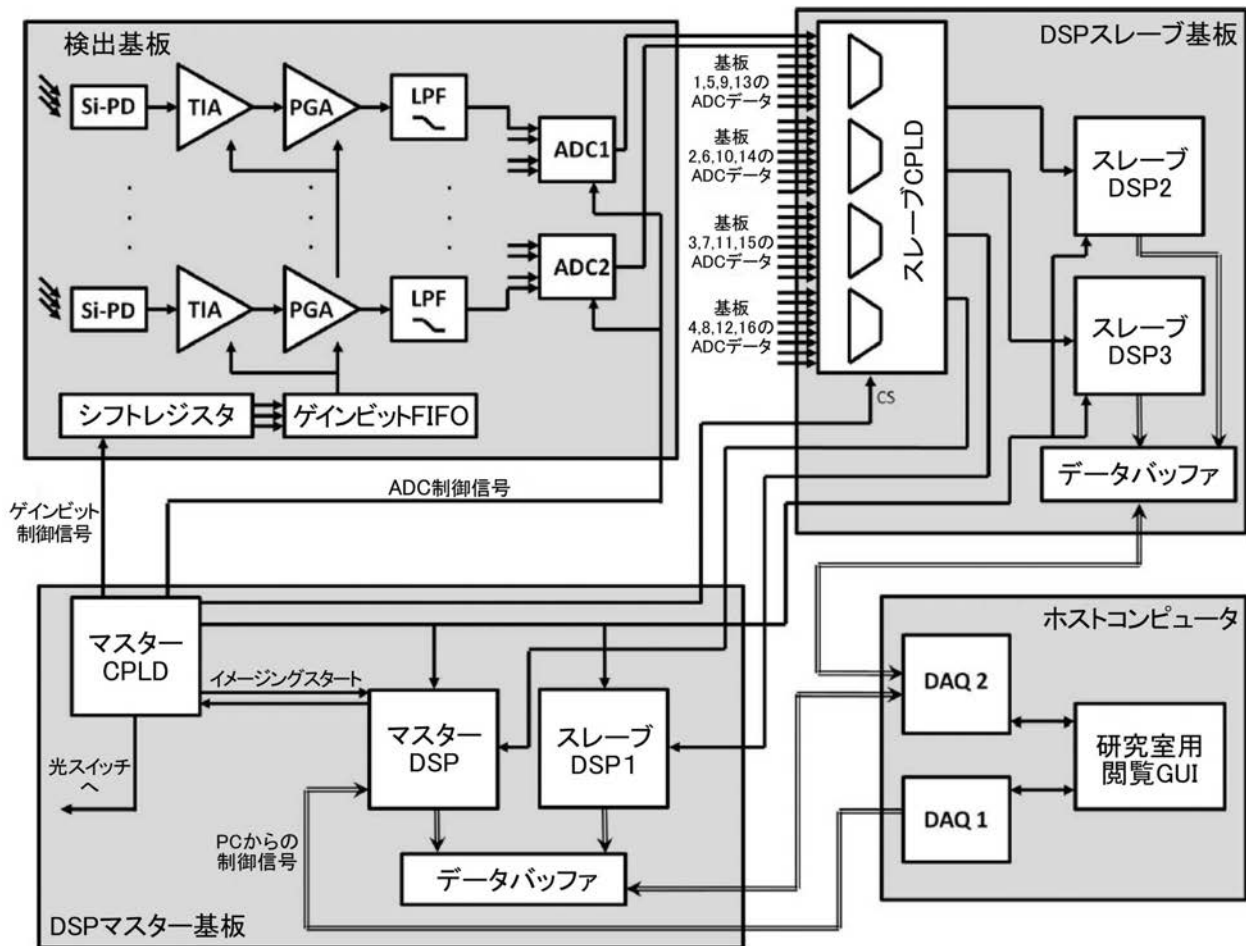 検出基板
Si-PD
TIA
PGA
LPF
ADC1
Si-PD
TIA
PGA
LPF
ADC2
シフトレジスタ
ゲインビットFIFO
基板
1,5,9,13の
ADCデータ
基板
2,6,10,14の
ADCデータ
基板
3,7,11,15の
ADCデータ
基板
4,8,12,16の
ADCデータ
スレーブCPLD
CS
DSPスレーブ基板
スレーブ
DSP2
スレーブ
DSP3
データバッファ
ゲインビット
制御信号
ADC制御信号
マスター
CPLD
イメージングスタート
マスター
DSP
スレーブ
DSP1
光スイッチ
へ
PCからの
制御信号
データバッファ
DSPマスター基板
ホストコンピュータ
DAQ 2
DAQ 1
研究室用
閲覧GUI